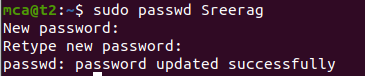 mca@t2:~$ sudo passwd Sreerag
New password:
Retype new password:
passwd: password updated successfully